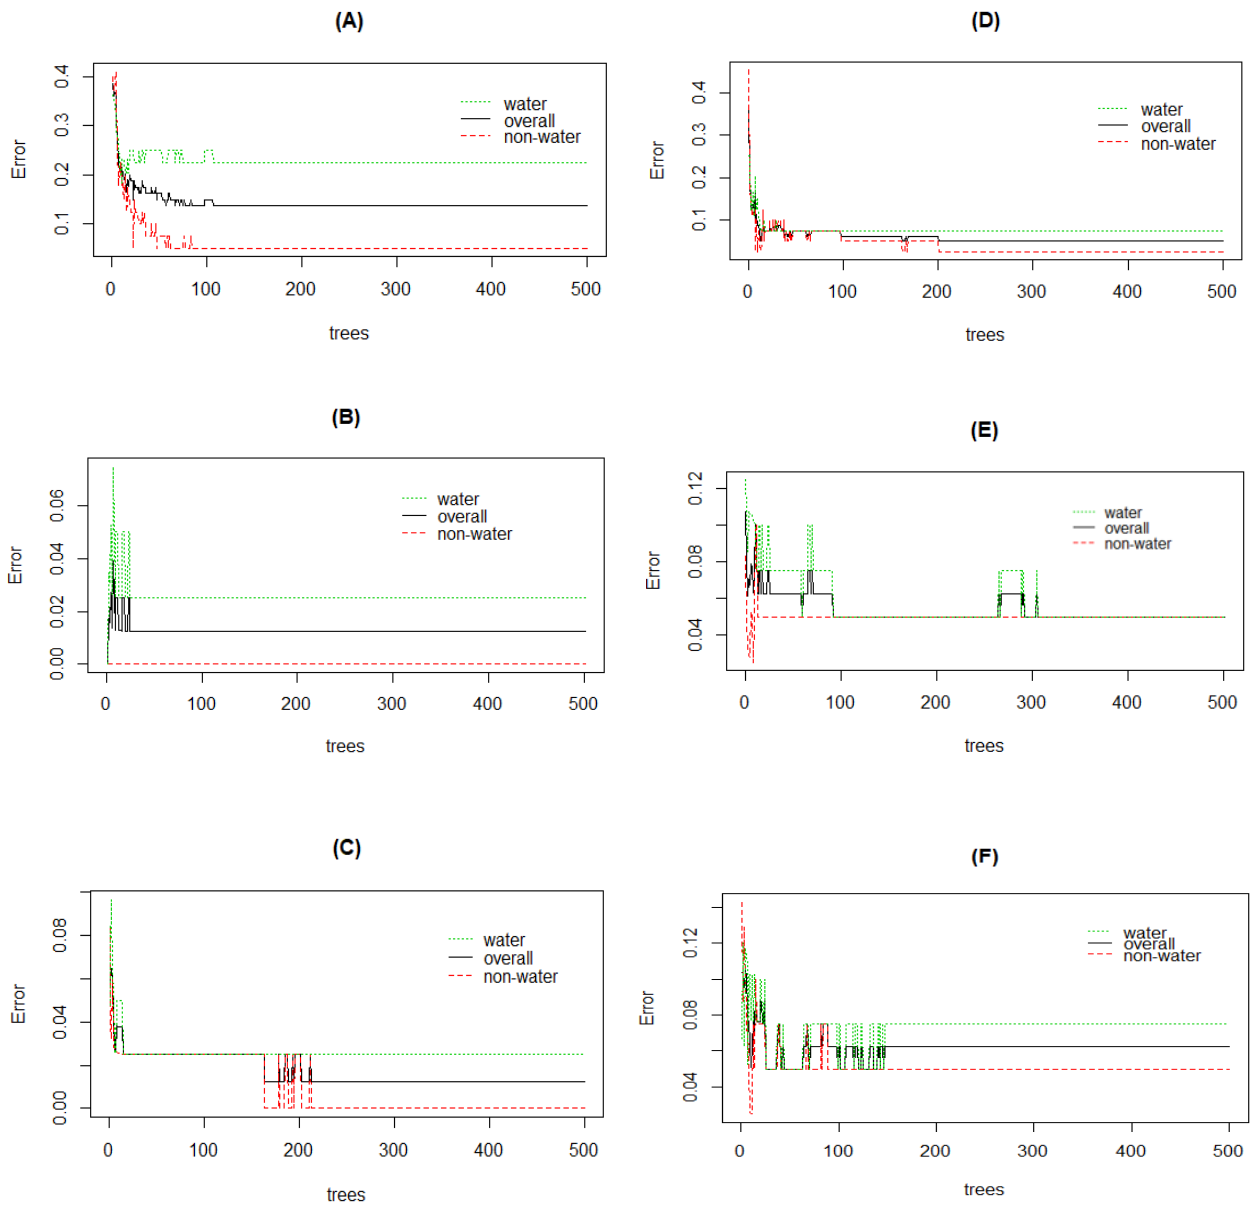 (A)
0.4
0.3
0.2
0.1
Error
water
overall
non-water
0 100 200 300 400 500
trees
(D)
0.4
0.3
0.2
0.1
Error
water
overall
non-water
0 100 200 300 400 500
trees
(B)
0.06
0.04
0.02
0.00
Error
water
overall
non-water
0 100 200 300 400 500
trees
(E)
0.12
0.08
0.04
Error
water
overall
non-water
0 100 200 300 400 500
trees
(C)
0.08
0.04
0.00
Error
water
overall
non-water
0 100 200 300 400 500
trees
(F)
0.12
0.08
0.04
Error
water
overall
non-water
0 100 200 300 400 500
trees